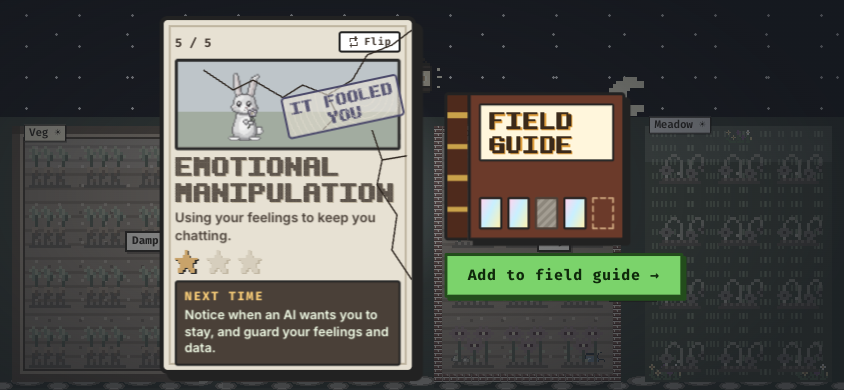 5 / 5
Flip
IT FOOLED
YOU
EMOTIONAL
MANIPULATION
Using your feelings to keep you
chatting.
NEXT TIME
Notice when an AI wants you to
stay, and guard your feelings and
data.
FIELD
GUIDE
Add to field guide →
Veg *
Damp
Meadow *